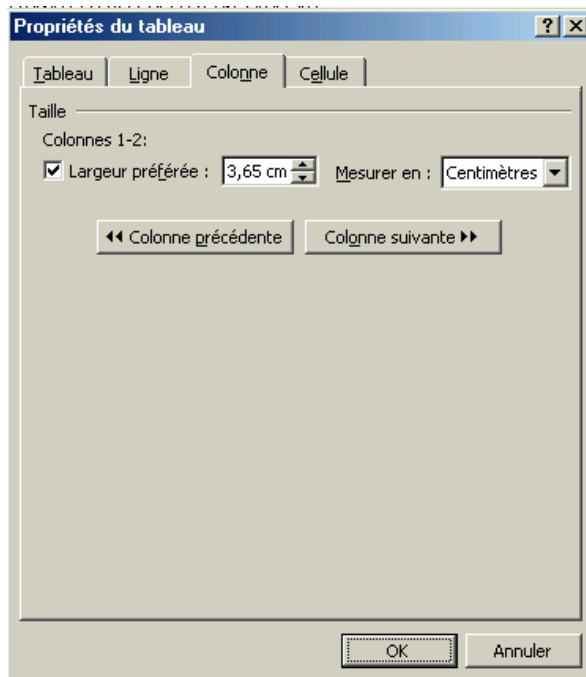 Propriétés du tableau
Tableau Ligne Colonne Cellule
Taille
Colonnes 1-2:
Largeur préférée : 3,65 cm Mesurer en : Centimètres
Colonne précédente Colonne suivante
OK Annuler